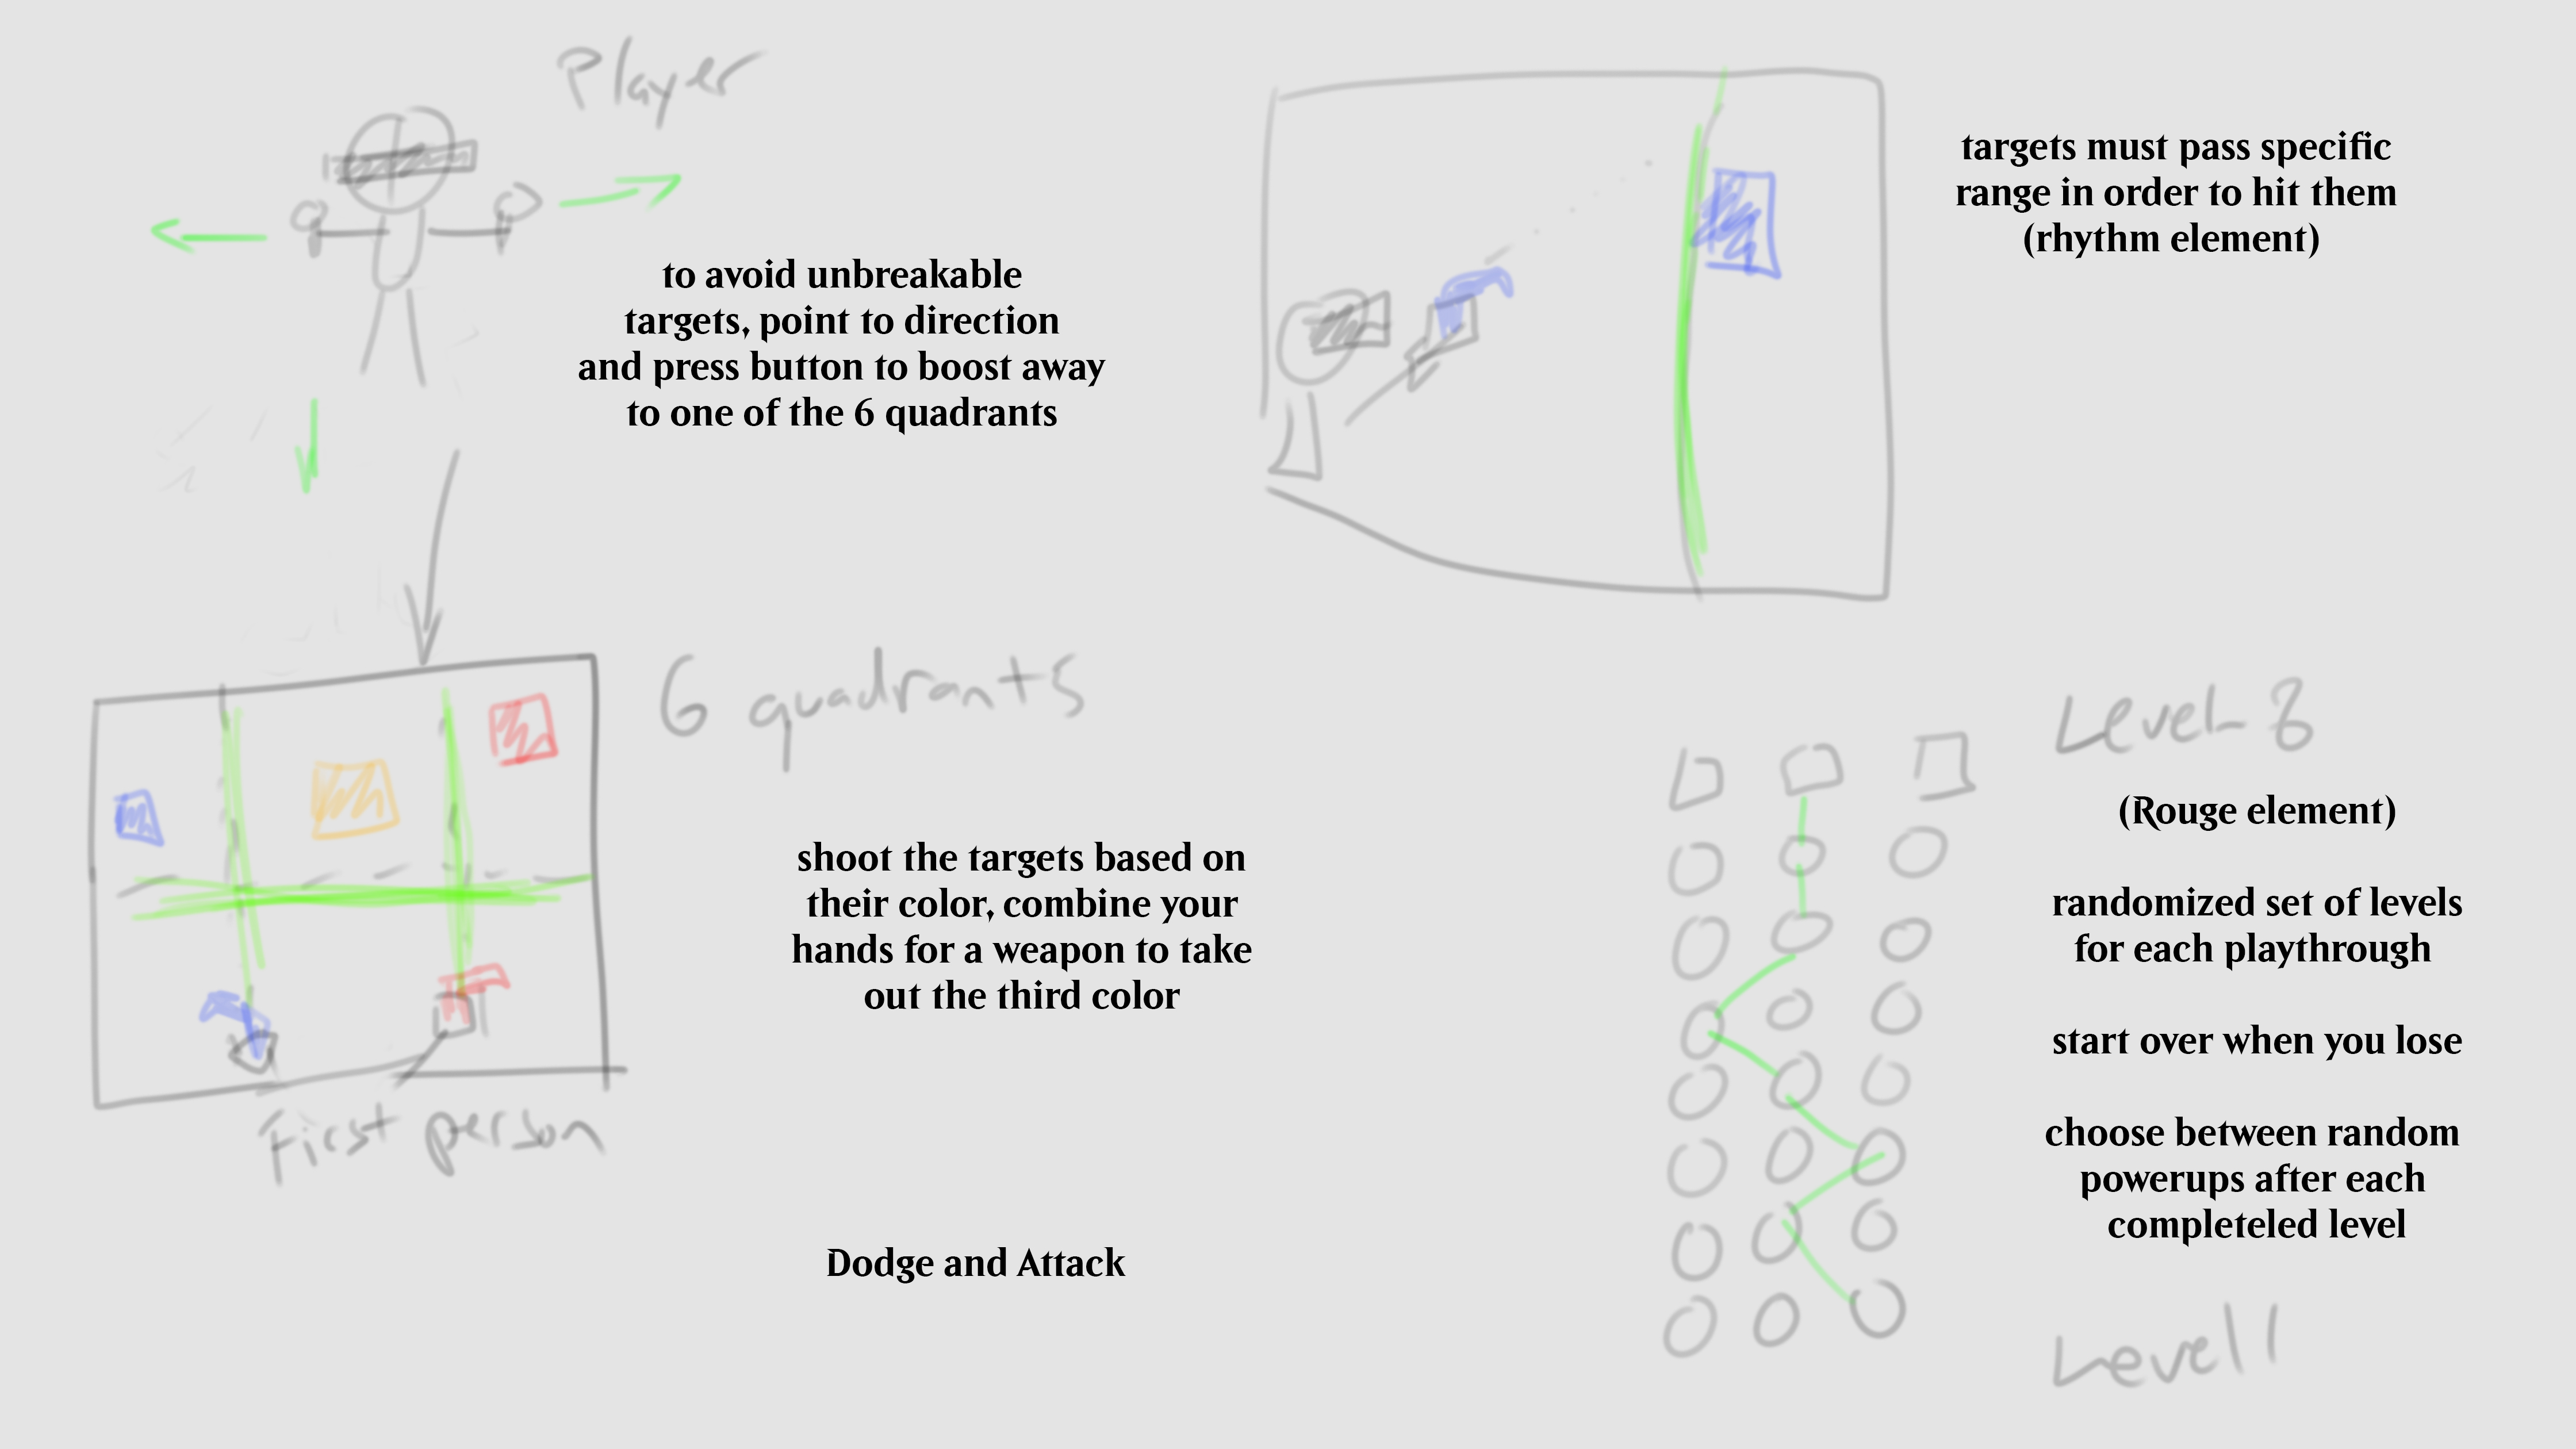 Player
to avoid unbreakable
targets, point to direction
and press button to boost away
to one of the 6 quadrants
targets must pass specific
range in order to hit them
(rhythm element)
6 quadrants
shoot the targets based on
their color, combine your
hands for a weapon to take
out the third color
First person
Dodge and Attack
Level 8
(Rouge element)
randomized set of levels
for each playthrough
start over when you lose
choose between random
powerups after each
completeled level
Level 1